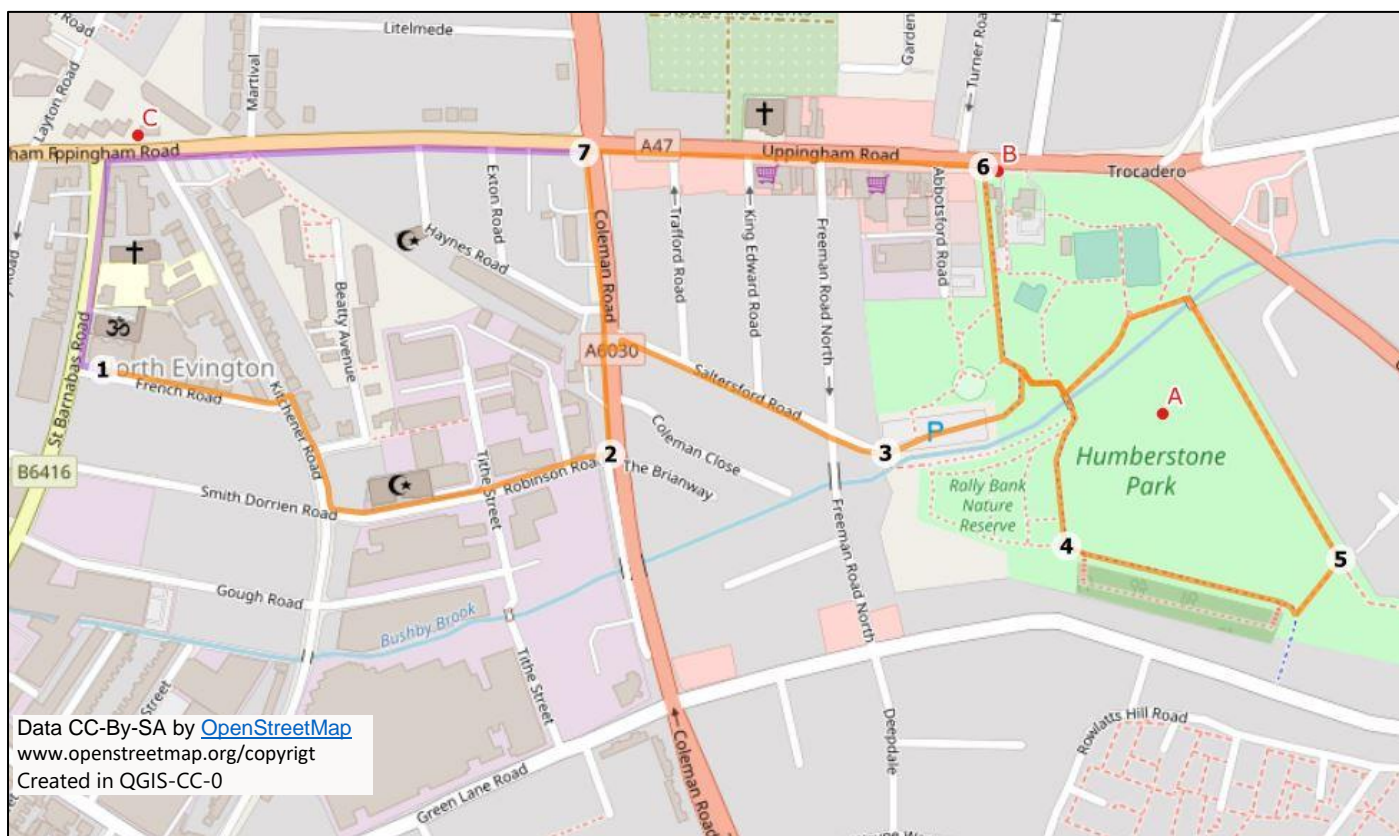 Litelmede
Layton Road
Martival
C
ham R
ppingham Road
7
A47
Uppingham Road
6
B
Trocadero
Turner Roa
Garden
Exton Road
Haynes Road
Coleman Road
Trafford Road
King Edward Road
Freeman Road North
Abbotsford Road
Beatty Avenue
ॐ
1
orth Evington
French Road
St Barnabas Road
Kitchener Road
A6030
Saltersford Road
Coleman Close
2
The Brianway
3
P
A
Humberstone
Park
Rally Bank
Nature
Reserve
4
5
B6416
Smith Dorrien Road
Robinson Road
Tithe Street
Gough Road
Bushby Brook
Tithe Street
Freeman Road North
Deepdale
Rowlatts Hill Road
Green Lane Road
Coleman Road
Street
Data CC-By-SA by OpenStreetMap
www.openstreetmap.org/copyrigt
Created in QGIS-CC-0